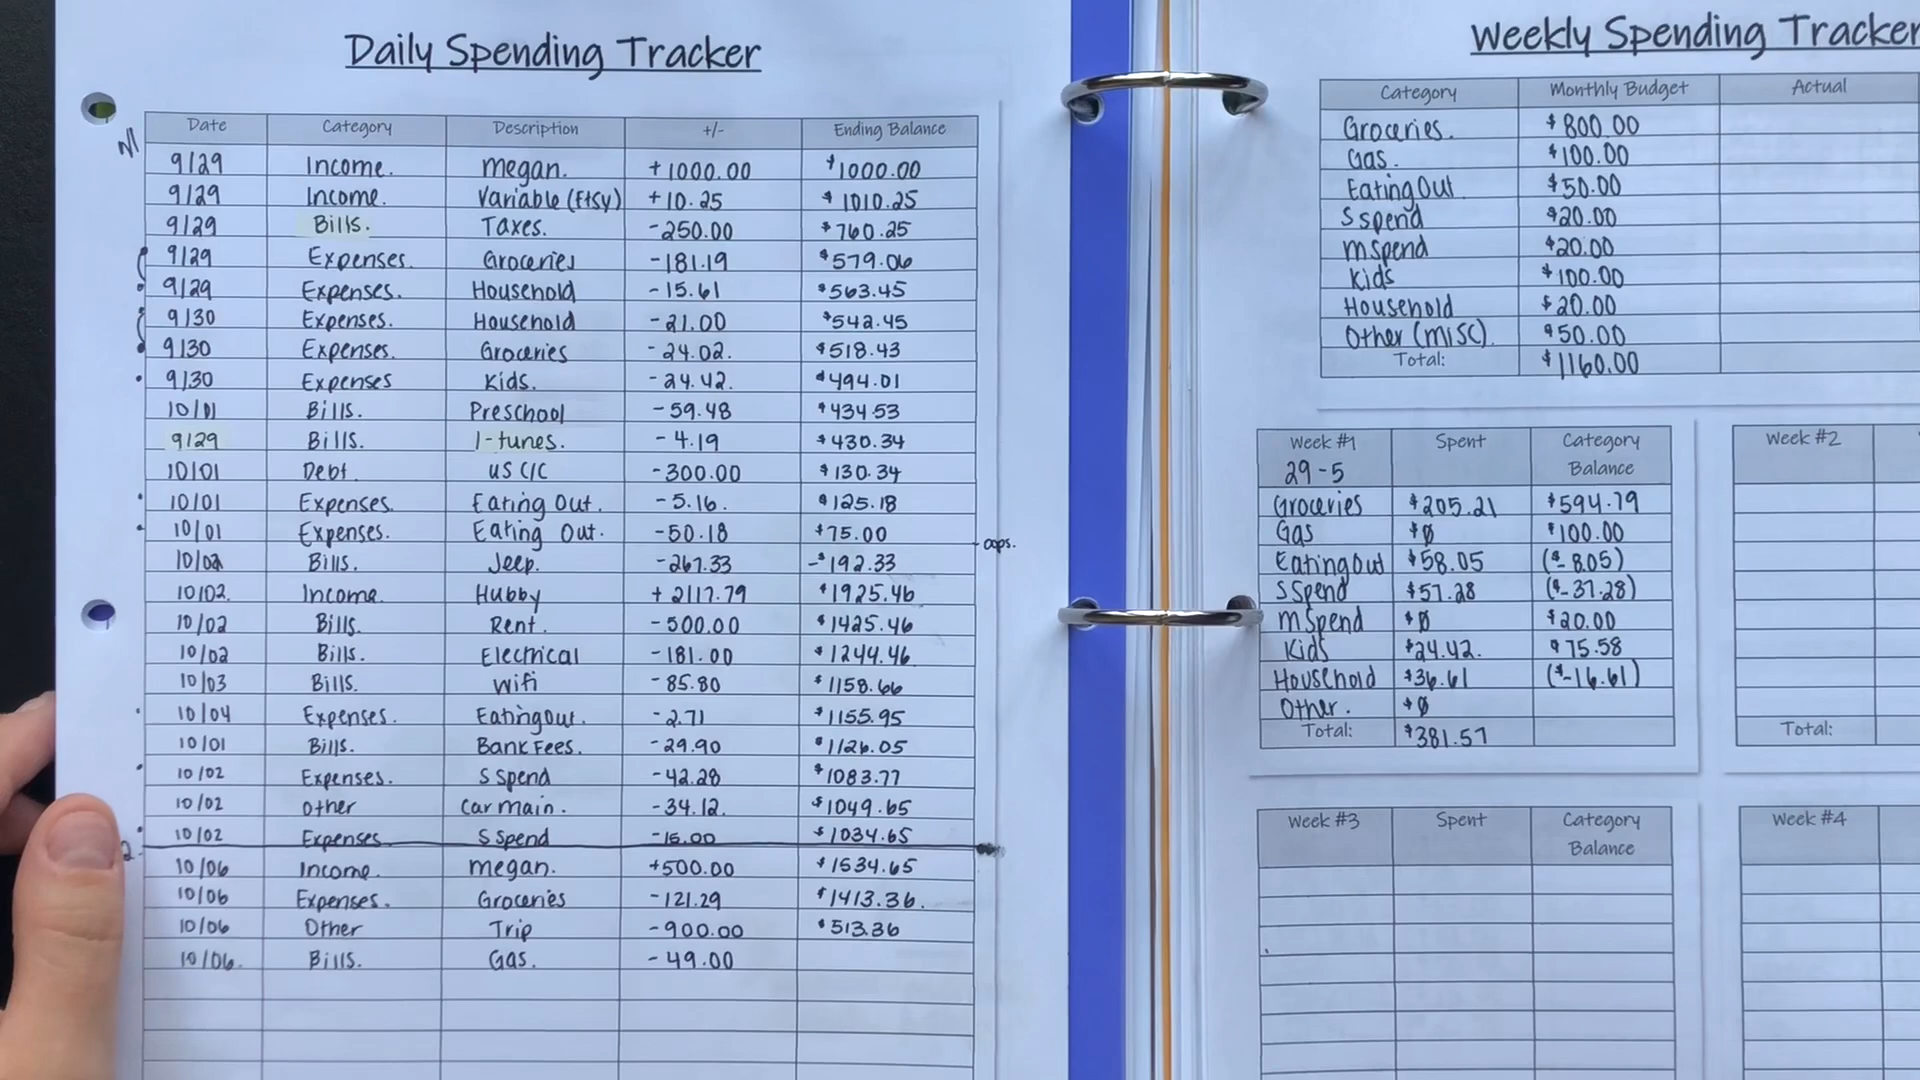 Daily Spending Tracker
Date Category Description +/- Ending Balance
9/29 Income. Megan. +1000.00 $1000.00
9/29 Income. Variable (Etsy) +10.25 $1010.25
9/29 Bills. Taxes. -250.00 $760.25
9/29 Expenses. Groceries -181.19 $579.06
9/29 Expenses. Household -15.61 $563.45
9/30 Expenses. Household -21.00 $542.45
9/30 Expenses. Groceries -24.02. $518.43
9/30 Expenses Kids. -24.42. $494.01
10/01 Bills. Preschool -59.48 $434.53
9/29 Bills. I-tunes. -4.19 $430.34
10/01 Debt. US C/C -300.00 $130.34
10/01 Expenses. Eating Out. -5.16. $125.18
10/01 Expenses. Eating Out. -50.18 $75.00
- oops.
10/02 Bills. Jeep. -267.33 -$192.33
10/02. Income. Hubby +2117.79 $1925.46
10/02 Bills. Rent. -500.00 $1425.46
10/02 Bills. Electrical -181.00 $1244.46
10/03 Bills. Wifi -85.80 $1158.66
10/04 Expenses. Eating Out. -2.71 $1155.95
10/01 Bills. Bank Fees. -29.90 $1126.05
10/02 Expenses. S Spend -42.28 $1083.77
10/02 Other Car main. -34.12. $1049.65
10/02 Expenses S Spend -15.00 $1034.65
2.
10/06 Income. Megan. +500.00 $1534.65
10/06 Expenses. Groceries -121.29 $1413.36.
10/06 Other Trip -900.00 $513.36
10/06. Bills. Gas. -49.00
Weekly Spending Tracker
Category Monthly Budget Actual
Groceries. $800.00
Gas. $100.00
Eating Out $50.00
S Spend $20.00
M Spend $20.00
Kids $100.00
Household $20.00
Other (Misc) $50.00
Total: $1160.00
Week #1 Spent Category Balance
29-5
Groceries $205.21 $594.79
Gas $0 $100.00
Eating Out $58.05 ($-8.05)
S Spend $57.28 ($-37.28)
M Spend $0 $20.00
Kids $24.42. $75.58
Household $36.61 ($-16.61)
Other. $0
Total: $381.57
Week #2
Total:
Week #3 Spent Category Balance
Week #4